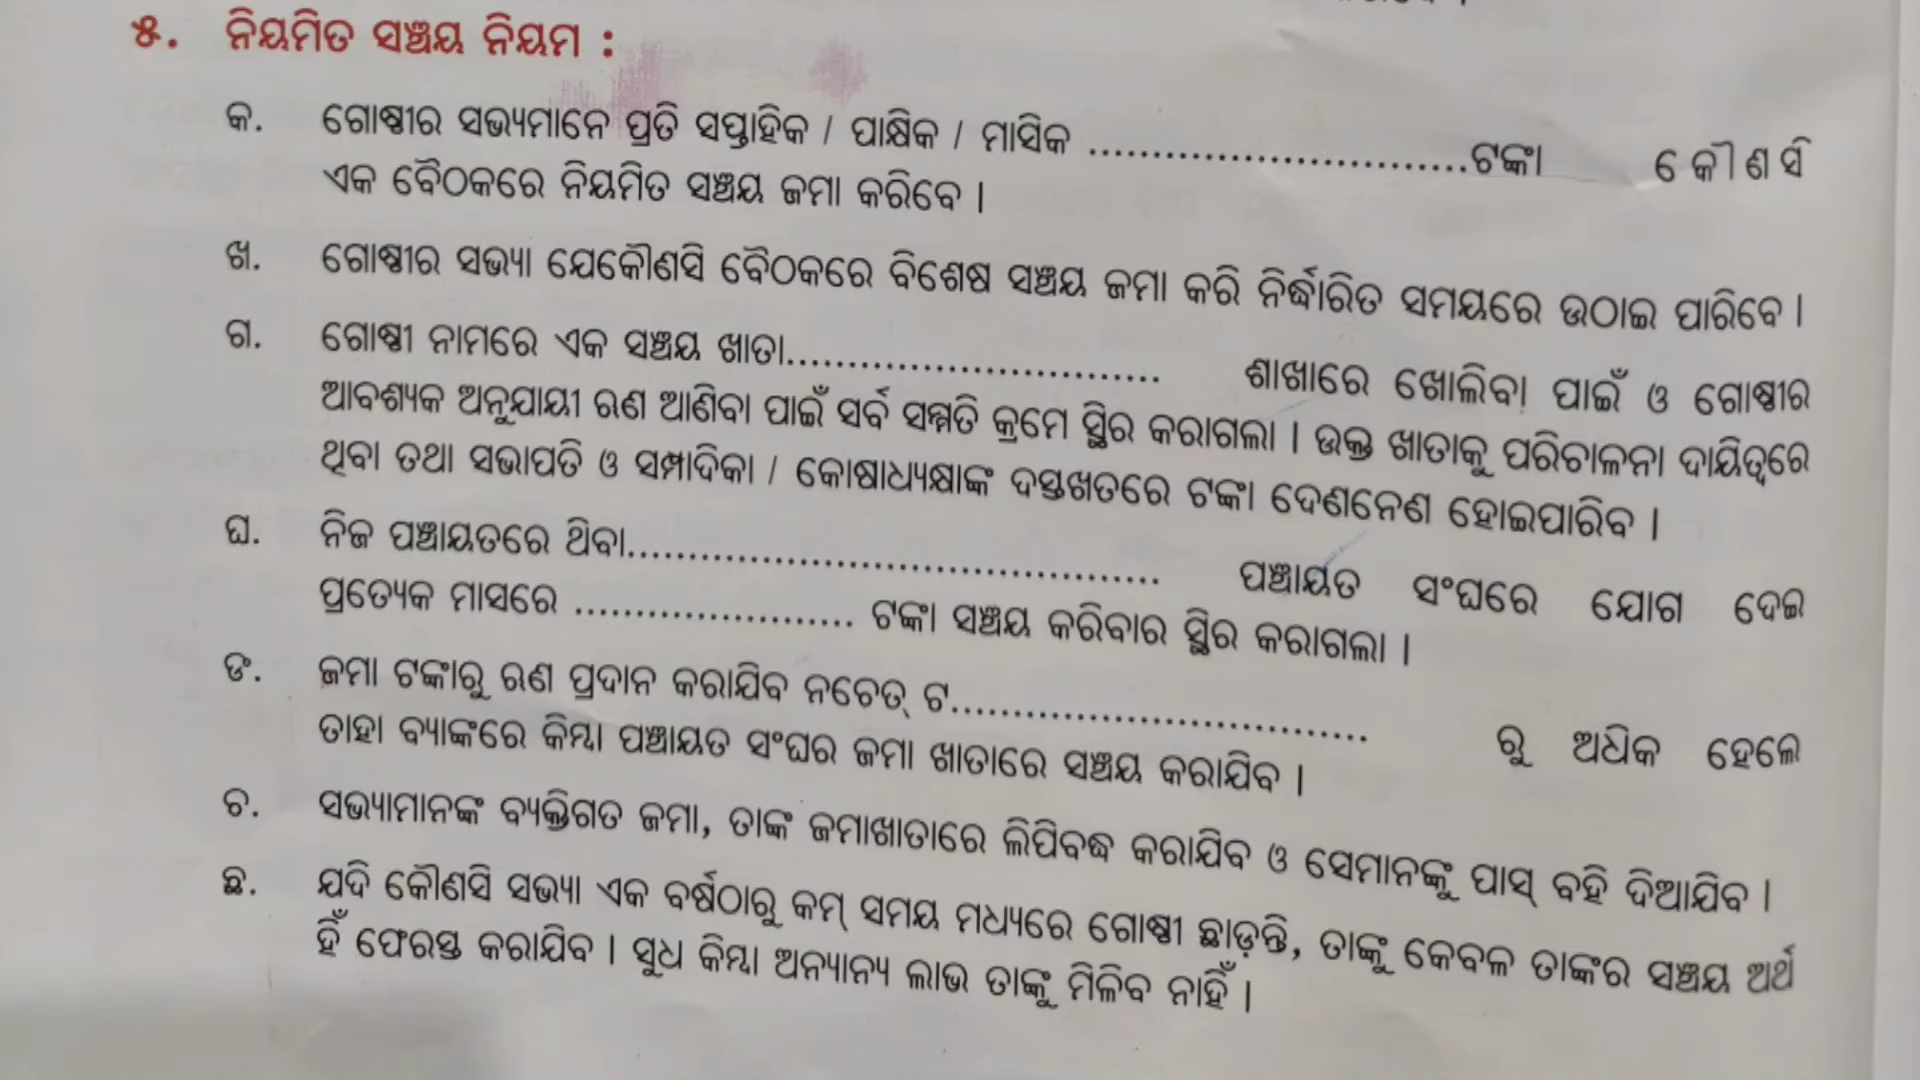 ୫. ନିୟମିତ ସଞ୍ଚୟ ନିୟମ :
କ. ଗୋଷ୍ଠୀର ସଭ୍ୟମାନେ ପ୍ରତି ସପ୍ତାହିକ / ପାକ୍ଷିକ / ମାସିକ ..............................ଟଙ୍କା କୌଣସି
ଏକ ବୈଠକରେ ନିୟମିତ ସଞ୍ଚୟ ଜମା କରିବେ ।
ଖ. ଗୋଷ୍ଠୀର ସଭ୍ୟା ଯେକୌଣସି ବୈଠକରେ ବିଶେଷ ସଞ୍ଚୟ ଜମା କରି ନିର୍ଦ୍ଧାରିତ ସମୟରେ ଉଠାଇ ପାରିବେ ।
ଗ. ଗୋଷ୍ଠୀ ନାମରେ ଏକ ସଞ୍ଚୟ ଖାତା.............................. ଶାଖାରେ ଖୋଲିବା ପାଇଁ ଓ ଗୋଷ୍ଠୀର
ଆବଶ୍ୟକ ଅନୁଯାୟୀ ଋଣ ଆଣିବା ପାଇଁ ସର୍ବ ସମ୍ମତି କ୍ରମେ ସ୍ଥିର କରାଗଲା । ଉକ୍ତ ଖାତାକୁ ପରିଚାଳନା ଦାୟିତ୍ୱରେ
ଥିବା ତଥା ସଭାପତି ଓ ସମ୍ପାଦିକା / କୋଷାଧ୍ୟକ୍ଷାଙ୍କ ଦସ୍ତଖତରେ ଟଙ୍କା ଦେଣନେଣ ହୋଇପାରିବ ।
ଘ. ନିଜ ପଞ୍ଚାୟତରେ ଥିବା.......................................... ପଞ୍ଚାୟତ ସଂଘରେ ଯୋଗ ଦେଇ
ପ୍ରତ୍ୟେକ ମାସରେ ...................... ଟଙ୍କା ସଞ୍ଚୟ କରିବାର ସ୍ଥିର କରାଗଲା ।
ଙ. ଜମା ଟଙ୍କାରୁ ଋଣ ପ୍ରଦାନ କରାଯିବ ନଚେତ୍ ଟ................................. ରୁ ଅଧିକ ହେଲେ
ତାହା ବ୍ୟାଙ୍କରେ କିମ୍ବା ପଞ୍ଚାୟତ ସଂଘର ଜମା ଖାତାରେ ସଞ୍ଚୟ କରାଯିବ ।
ଚ. ସଭ୍ୟାମାନଙ୍କ ବ୍ୟକ୍ତିଗତ ଜମା, ତାଙ୍କ ଜମାଖାତାରେ ଲିପିବଦ୍ଧ କରାଯିବ ଓ ସେମାନଙ୍କୁ ପାସ୍ ବହି ଦିଆଯିବ ।
ଛ. ଯଦି କୌଣସି ସଭ୍ୟା ଏକ ବର୍ଷଠାରୁ କମ୍ ସମୟ ମଧ୍ୟରେ ଗୋଷ୍ଠୀ ଛାଡ଼ନ୍ତି, ତାଙ୍କୁ କେବଳ ତାଙ୍କର ସଞ୍ଚୟ ଅର୍ଥ
ହିଁ ଫେରସ୍ତ କରାଯିବ । ସୁଧ କିମ୍ବା ଅନ୍ୟାନ୍ୟ ଲାଭ ତାଙ୍କୁ ମିଳିବ ନାହିଁ ।